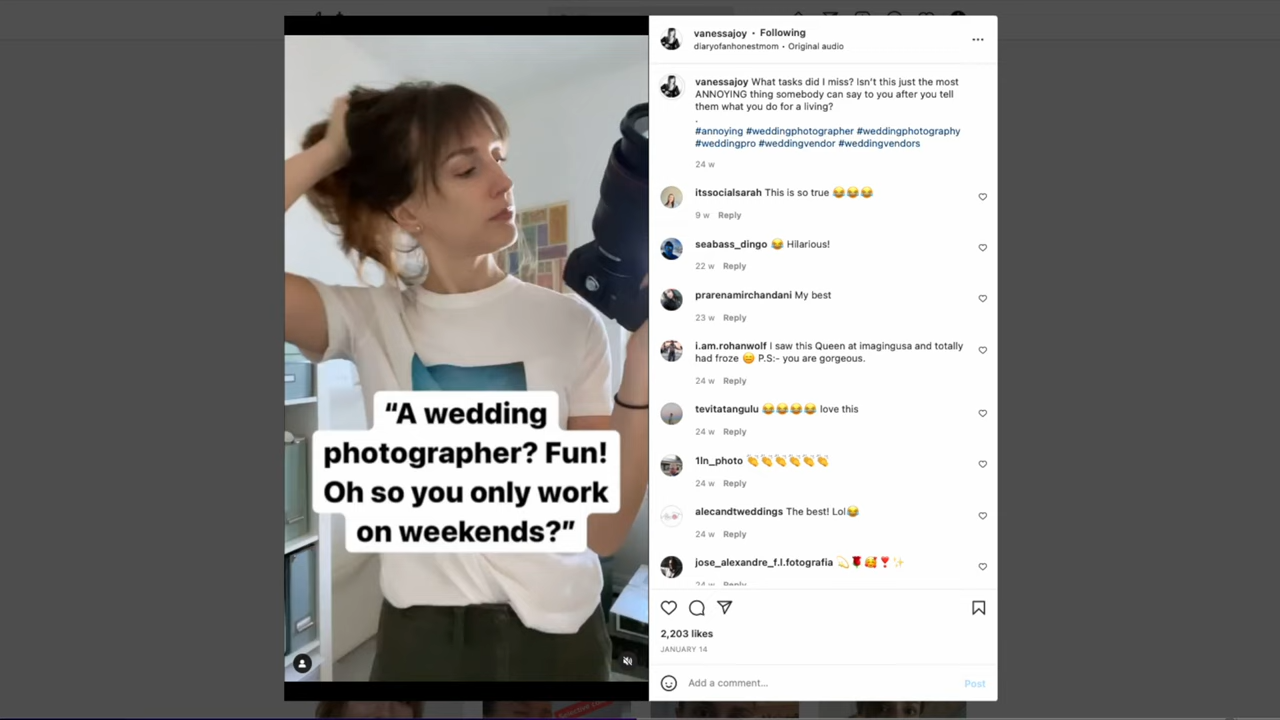 vanessajoy • Following
diaryofanhonestmom • Original audio
vanessajoy What tasks did I miss? Isn't this just the most
ANNOYING thing somebody can say to you after you tell
them what you do for a living?
.
#annoying #weddingphotographer #weddingphotography
#weddingpro #weddingvendor #weddingvendors
24 w
itssocialsarah This is so true 😂😂😂
9 w Reply
seabass_dingo 😂 Hilarious!
22 w Reply
prarenamirchandani My best
23 w Reply
i.am.rohanwolf I saw this Queen at imagingusa and totally
had froze 😑 P.S:- you are gorgeous.
24 w Reply
tevitatangulu 😂😂😂😂 love this
24 w Reply
1ln_photo 👏👏👏👏👏👏
24 w Reply
alecandtweddings The best! Lol😂
24 w Reply
jose_alexandre_f.l.fotografia 💫🌹🥰❣️✨
24 w Reply
2,203 likes
JANUARY 14
Add a comment...
Post
“A wedding
photographer? Fun!
Oh so you only work
on weekends?”